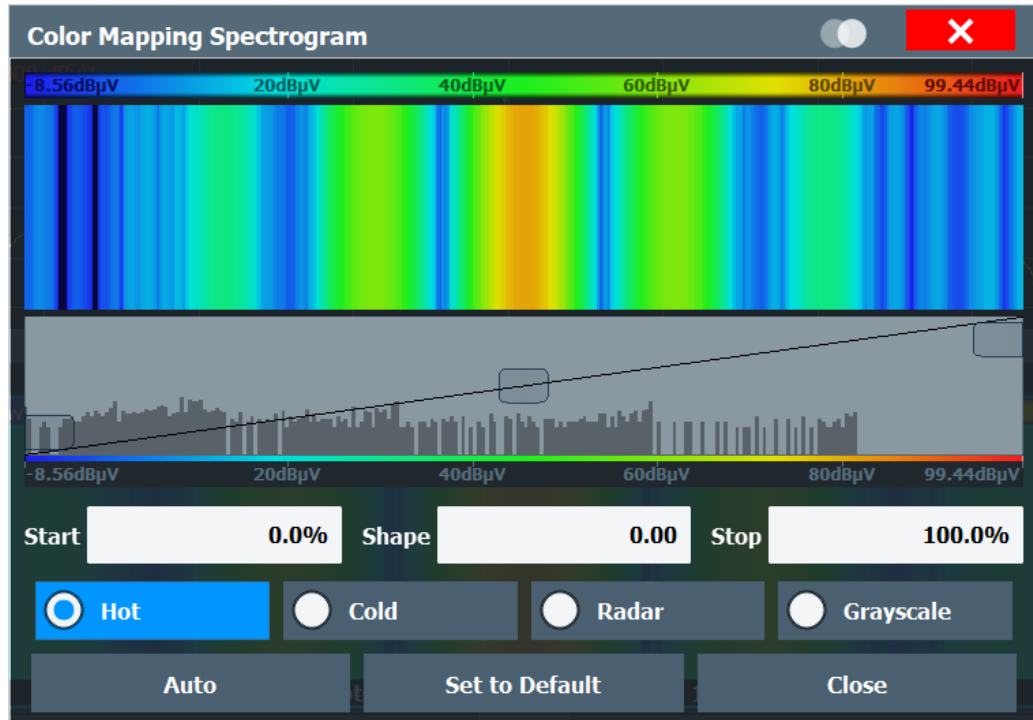 Color Mapping Spectrogram
-8.56dBµV 20dBµV 40dBµV 60dBµV 80dBµV 99.44dBµV
-8.56dBµV 20dBµV 40dBµV 60dBµV 80dBµV 99.44dBµV
Start 0.0% Shape 0.00 Stop 100.0%
Hot Cold Radar Grayscale
Auto Set to Default Close